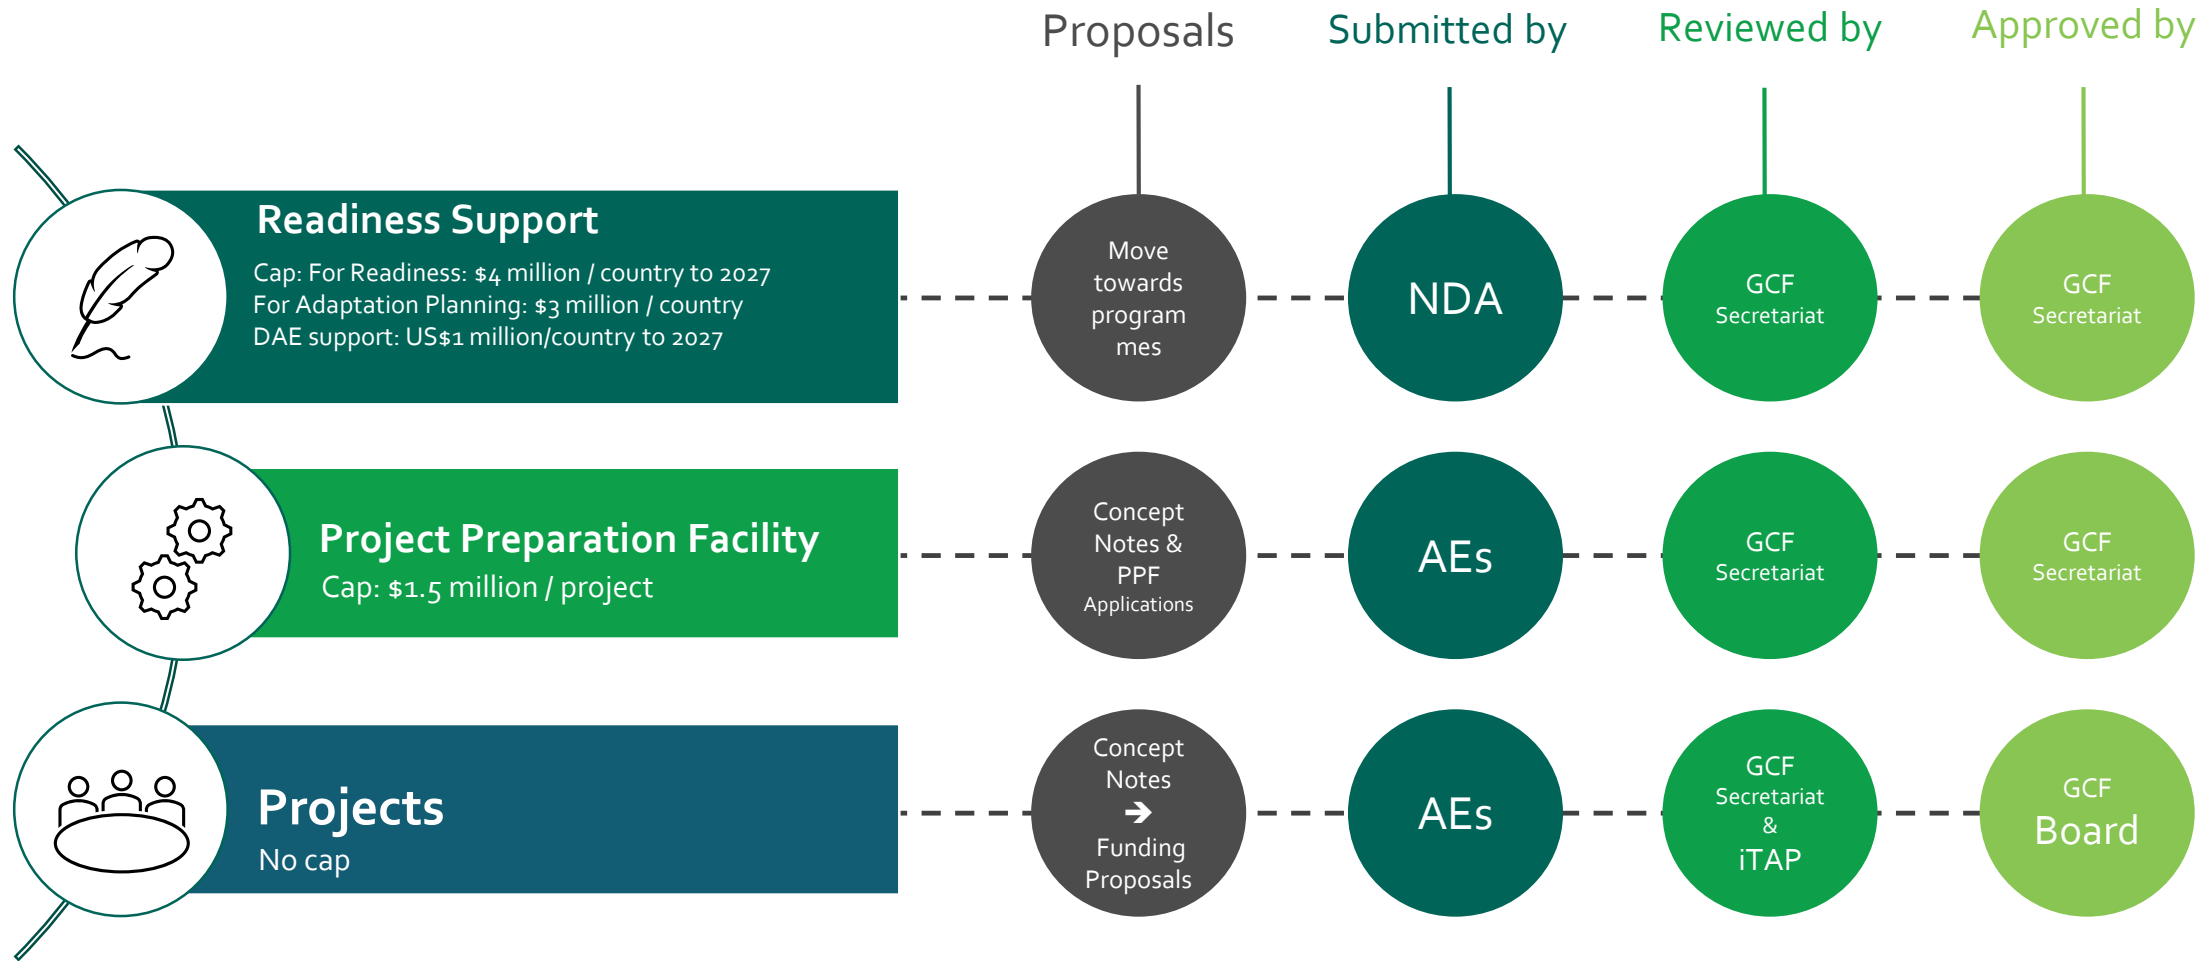 Proposals
Submitted by
Reviewed by
Approved by
Readiness Support
Cap: For Readiness: $4 million / country to 2027
For Adaptation Planning: $3 million / country
DAE support: US$1 million/country to 2027
Move
towards
program
mes
NDA
GCF
Secretariat
GCF
Secretariat
Project Preparation Facility
Cap: $1.5 million / project
Concept
Notes &
PPF
Applications
AEs
GCF
Secretariat
GCF
Secretariat
Projects
No cap
Concept
Notes
➔
Funding
Proposals
AEs
GCF
Secretariat
&
iTAP
GCF
Board